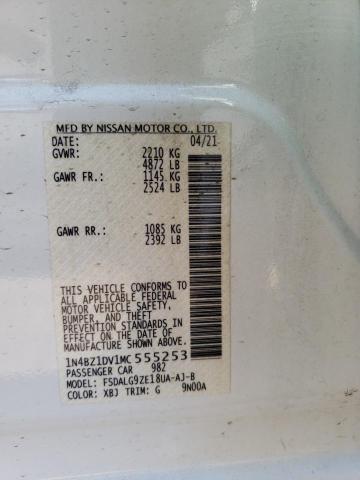 MFD BY NISSAN MOTOR CO., LTD.
DATE: 04/21
GVWR: 2210 KG
4872 LB
GAWR FR.: 1145 KG
2524 LB
GAWR RR.: 1085 KG
2392 LB
THIS VEHICLE CONFORMS TO
ALL APPLICABLE FEDERAL
MOTOR VEHICLE SAFETY,
BUMPER, AND THEFT
PREVENTION STANDARDS IN
EFFECT ON THE DATE OF
MANUFACTURE SHOWN ABOVE.
1N4BZ1DV1MC 555253
PASSENGER CAR 982
MODEL: FSDALG9ZE18UA-AJ-B
COLOR: XBJ TRIM: G 9N00A